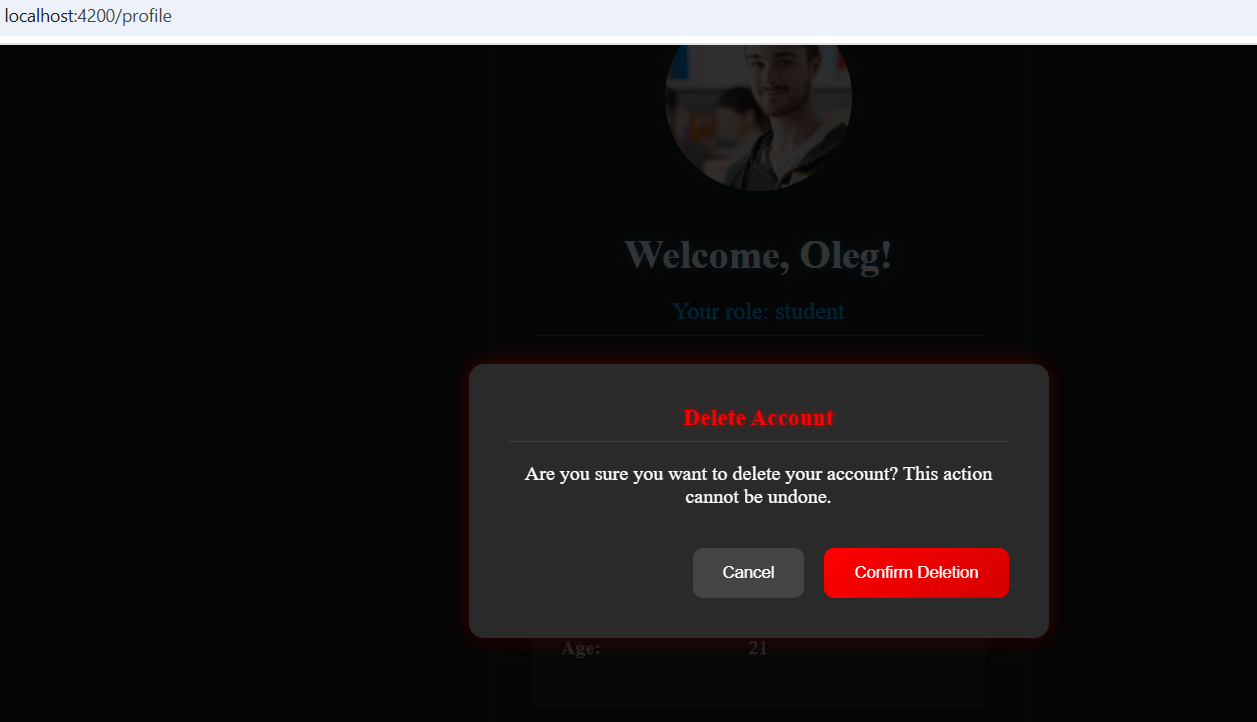 localhost:4200/profile
Welcome, Oleg!
Your role: student
Delete Account
Are you sure you want to delete your account? This action
cannot be undone.
Cancel
Confirm Deletion
Age:
21